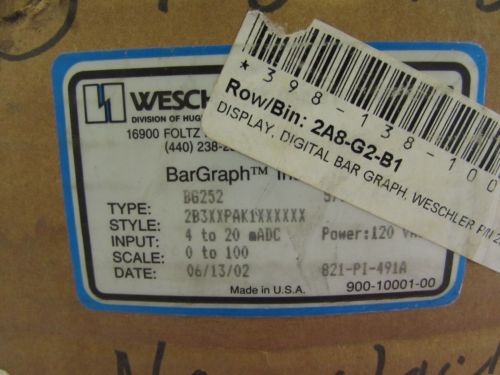 WESCH
DIVISION OF HUG
16900 FOLTZ
(440) 238-2
BarGraph™ In
TYPE: BG252
STYLE: 2B3XXPAK1XXXXXX
INPUT: 4 to 20 mADC Power:120 VA
SCALE: 0 to 100
DATE: 06/13/02 821-PI-491A
Made in U.S.A. 900-10001-00
*398-138-100
Row/Bin: 2A8-G2-B1
DISPLAY, DIGITAL BAR GRAPH, WESCHLER P/N 2